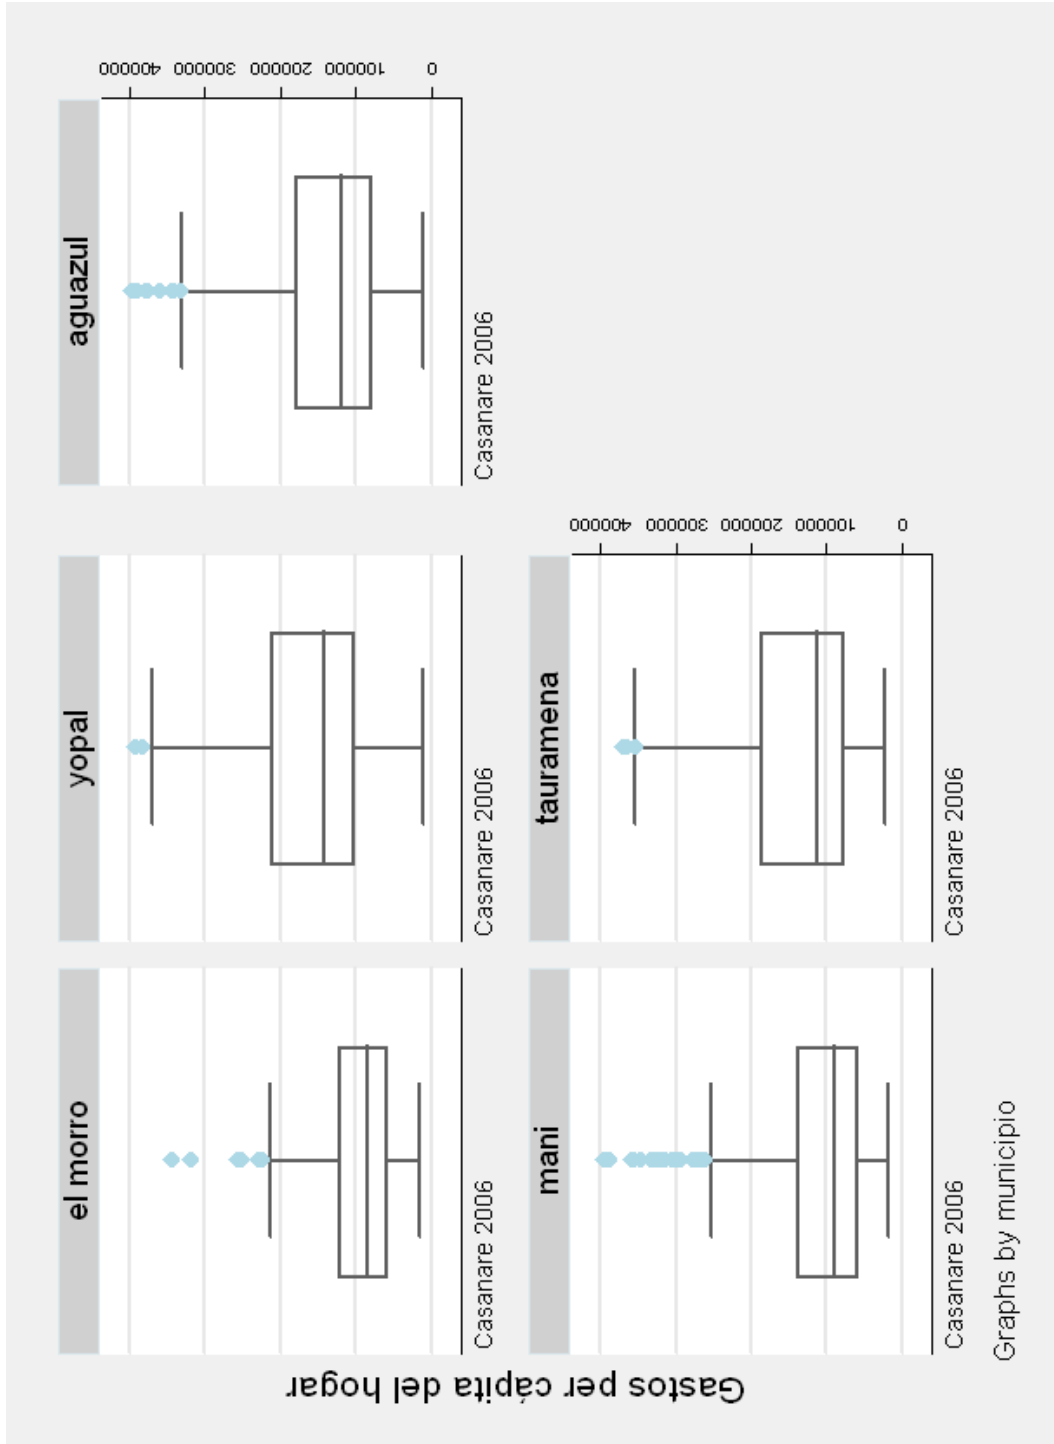 el morro
yopal
aguazul
400000
300000
200000
100000
0
Casanare 2006
Casanare 2006
Casanare 2006
mani
tauramena
400000
300000
200000
100000
0
Casanare 2006
Casanare 2006
Gastos per cápita del hogar
Graphs by municipio